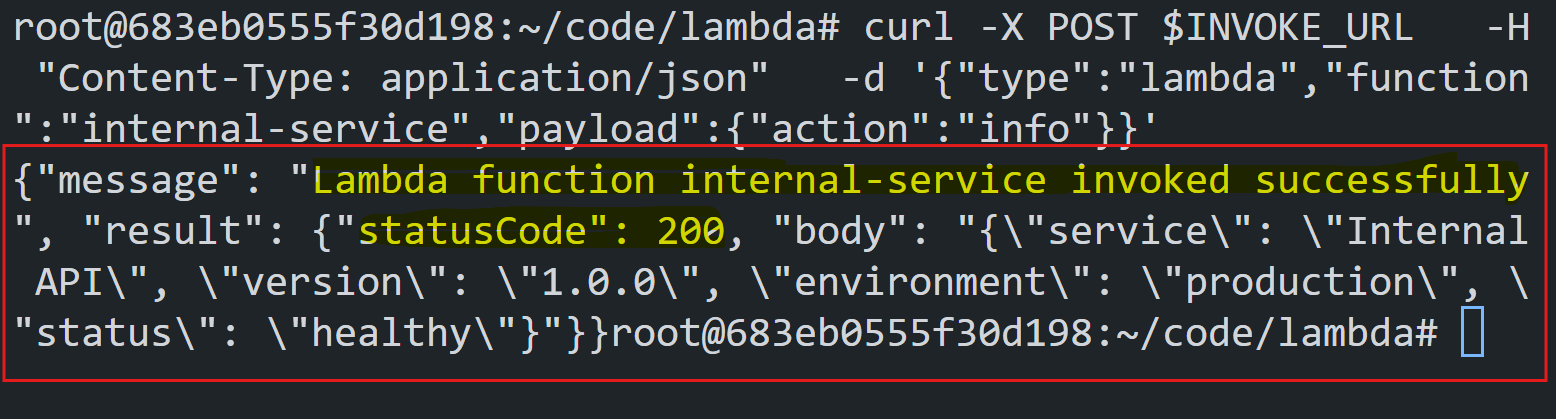 root@683eb0555f30d198:~/code/lambda# curl -X POST $INVOKE_URL   -H
 "Content-Type: application/json"   -d '{"type":"lambda","function
":"internal-service","payload":{"action":"info"}}'
{"message": "Lambda function internal-service invoked successfully
", "result": {"statusCode": 200, "body": "{\"service\": \"Internal
 API\", \"version\": \"1.0.0\", \"environment\": \"production\", \
"status\": \"healthy\"}"}}root@683eb0555f30d198:~/code/lambda#